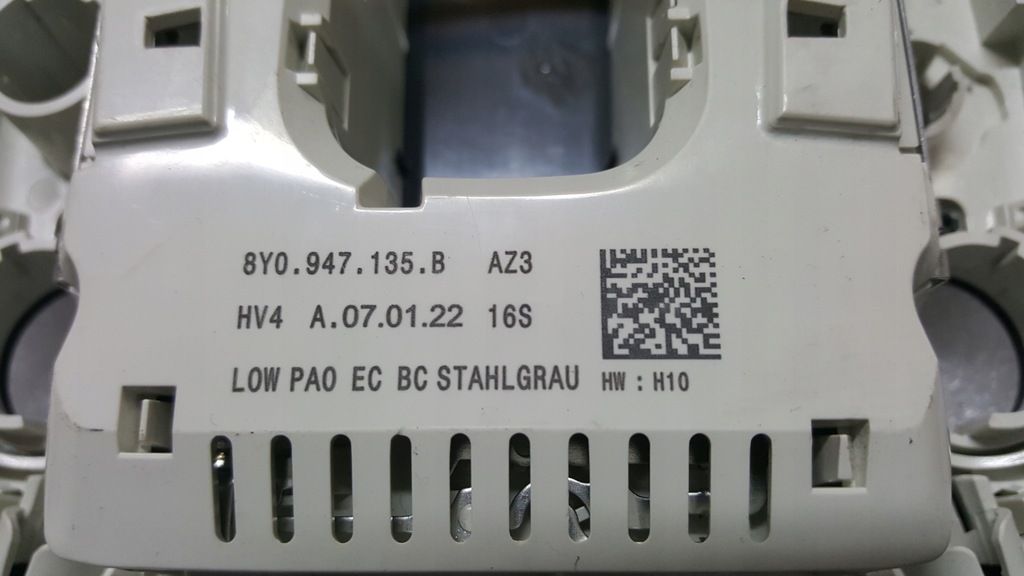 8Y0.947.135.B AZ3
HV4 A.07.01.22 16S
LOW PAO EC BC STAHLGRAU HW : H10